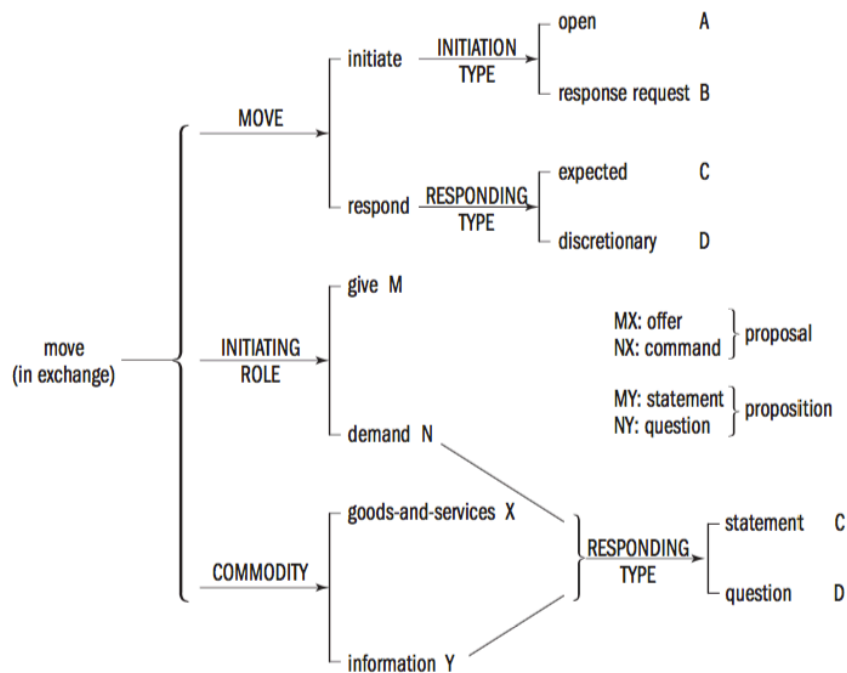 open A
initiate INITIATION
TYPE
response request B
MOVE
expected C
respond RESPONDING
TYPE
discretionary D
give M
MX: offer
NX: command
proposal
move
(in exchange)
INITIATING
ROLE
MY: statement
NY: question
proposition
demand N
goods-and-services X
statement C
RESPONDING
TYPE
COMMODITY
question D
information Y